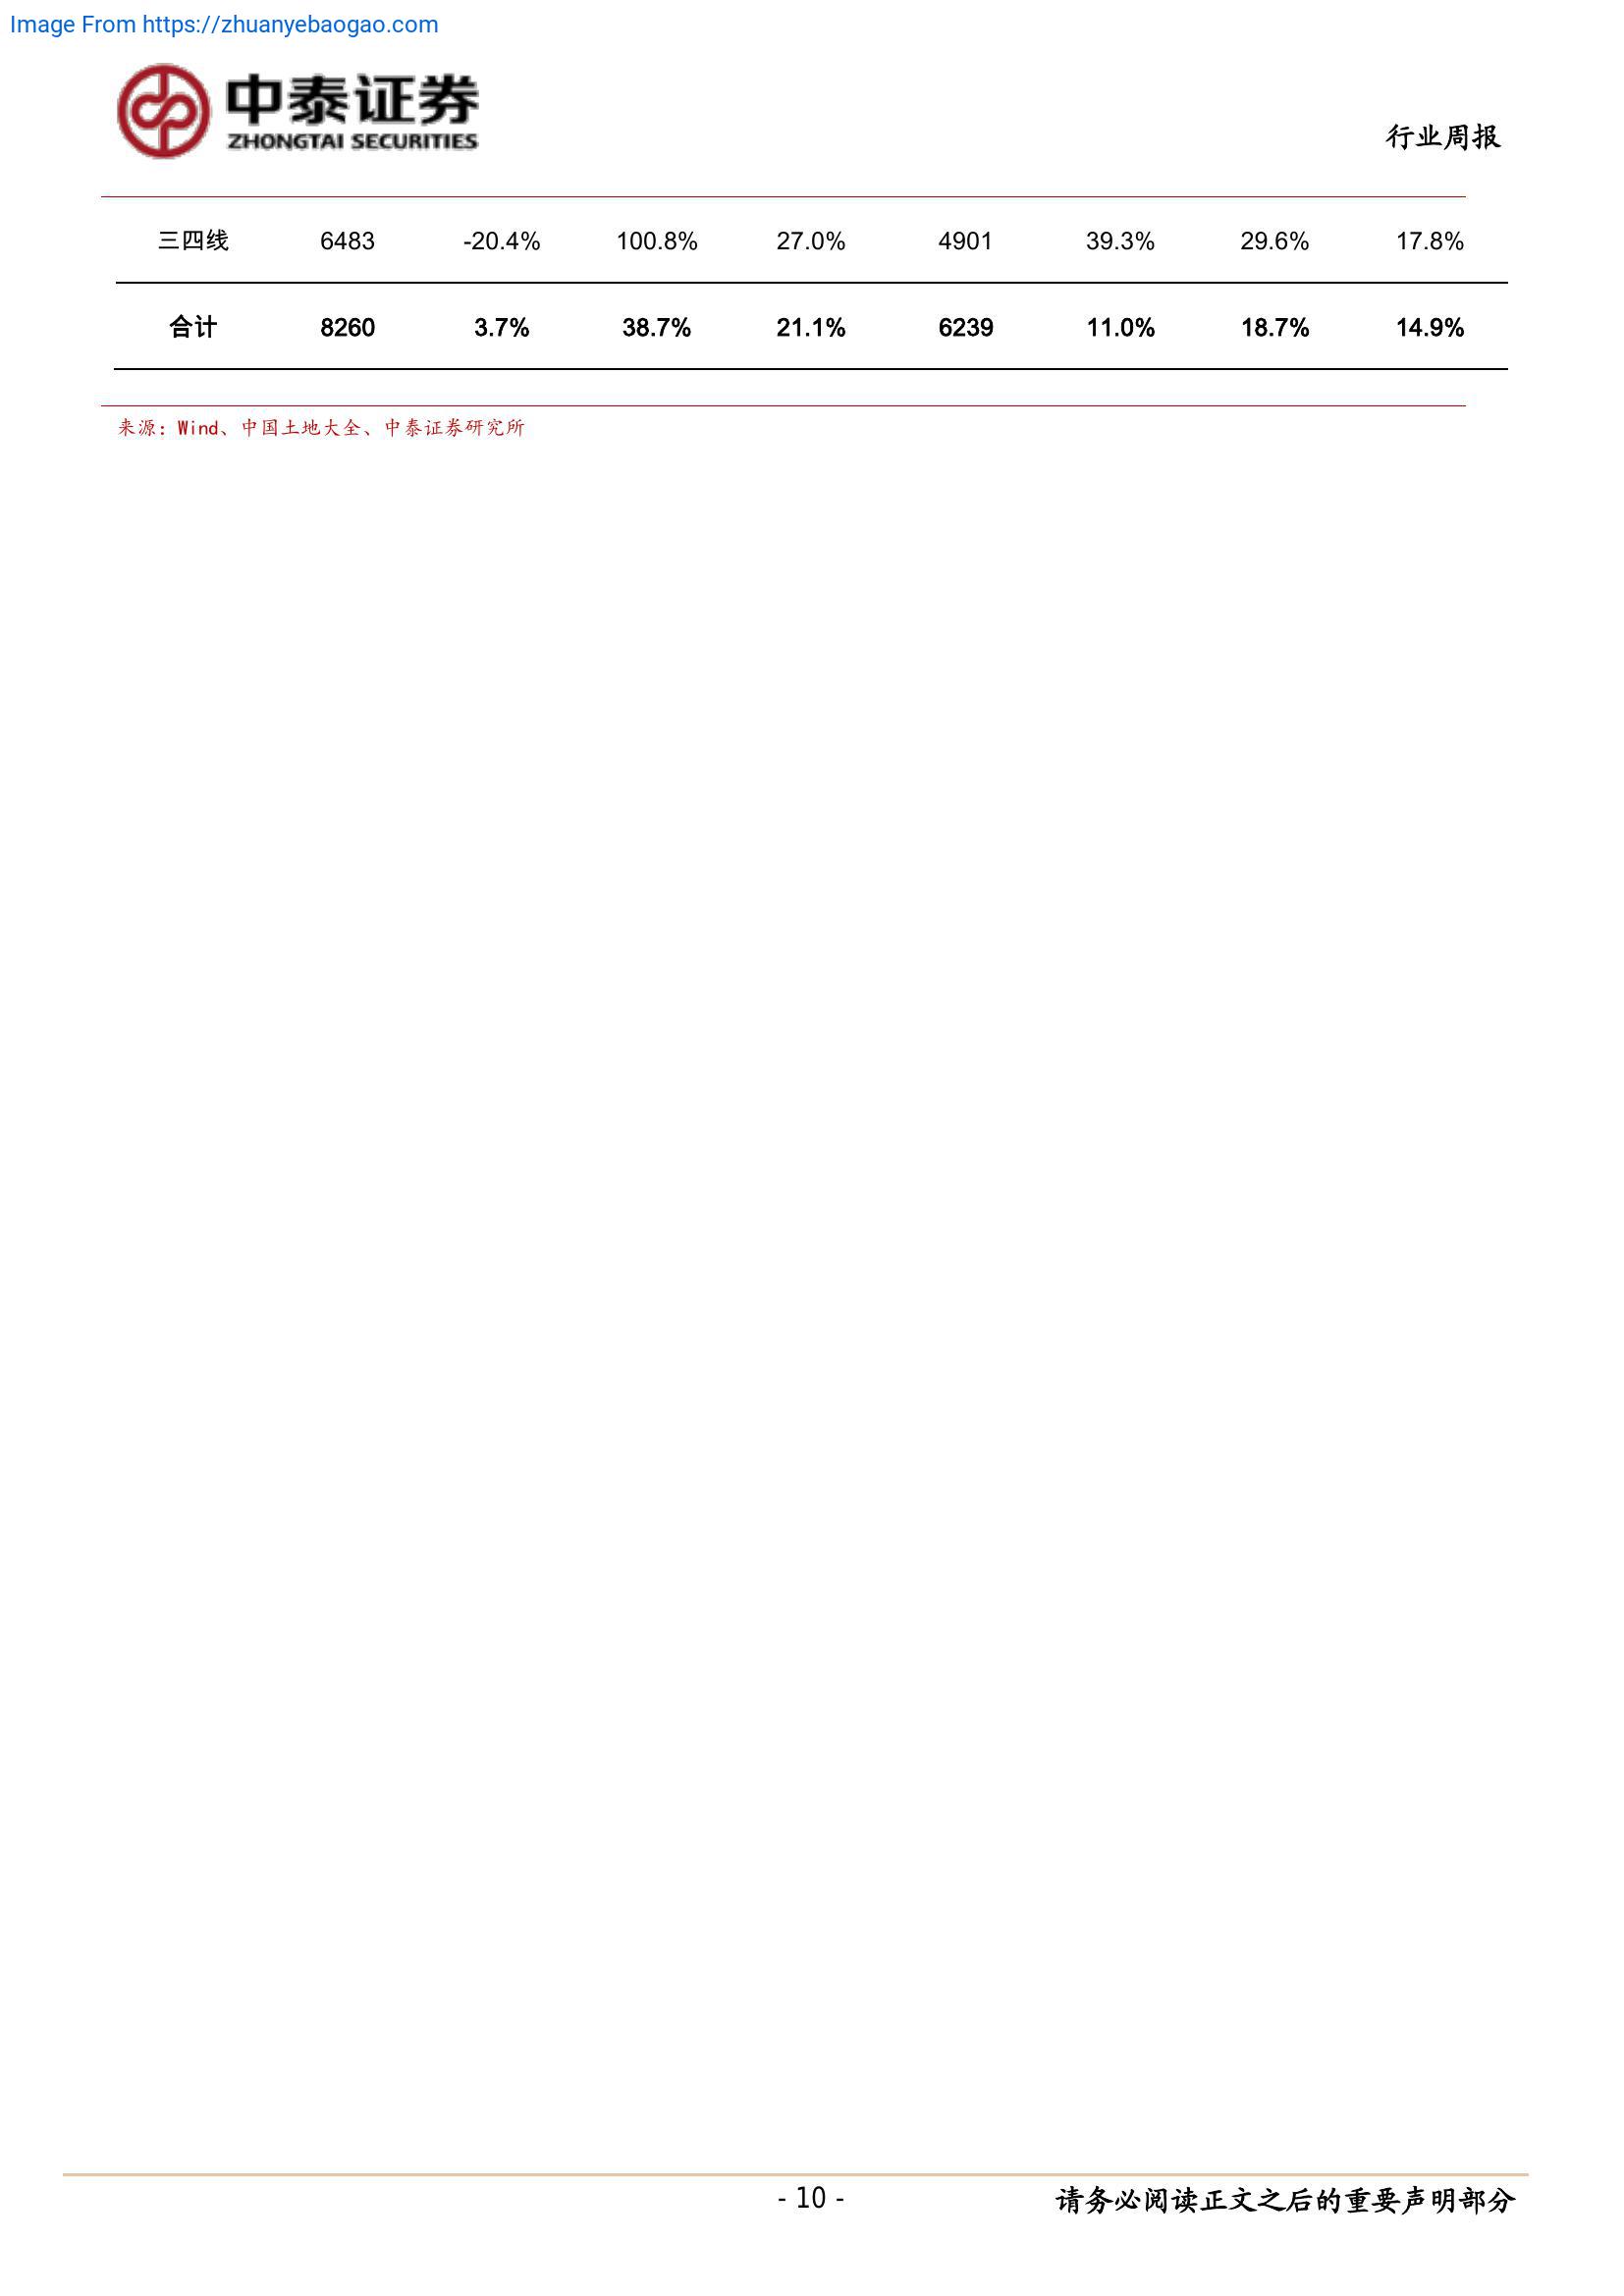 Image From https://zhuanyebaogao.com
中泰证券
ZHONGTAI SECURITIES
行业周报
三四线 6483 -20.4% 100.8% 27.0% 4901 39.3% 29.6% 17.8%
合计 8260 3.7% 38.7% 21.1% 6239 11.0% 18.7% 14.9%
来源：Wind、中国土地大全、中泰证券研究所
- 10 -
请务必阅读正文之后的重要声明部分